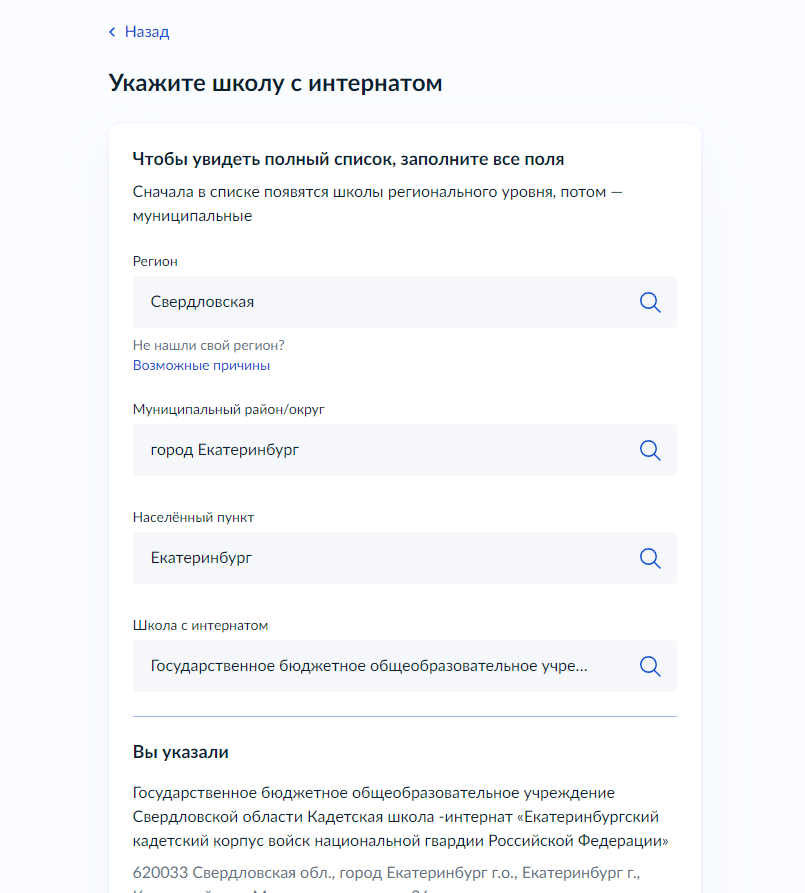 Назад
Укажите школу с интернатом
Чтобы увидеть полный список, заполните все поля
Сначала в списке появятся школы регионального уровня, потом —
муниципальные
Регион
Свердловская
Не нашли свой регион?
Возможные причины
Муниципальный район/округ
город Екатеринбург
Населённый пункт
Екатеринбург
Школа с интернатом
Государственное бюджетное общеобразовательное учре...
Вы указали
Государственное бюджетное общеобразовательное учреждение
Свердловской области Кадетская школа -интернат «Екатеринбургский
кадетский корпус войск национальной гвардии Российской Федерации»
620033 Свердловская обл., город Екатеринбург г.о., Екатеринбург г.,